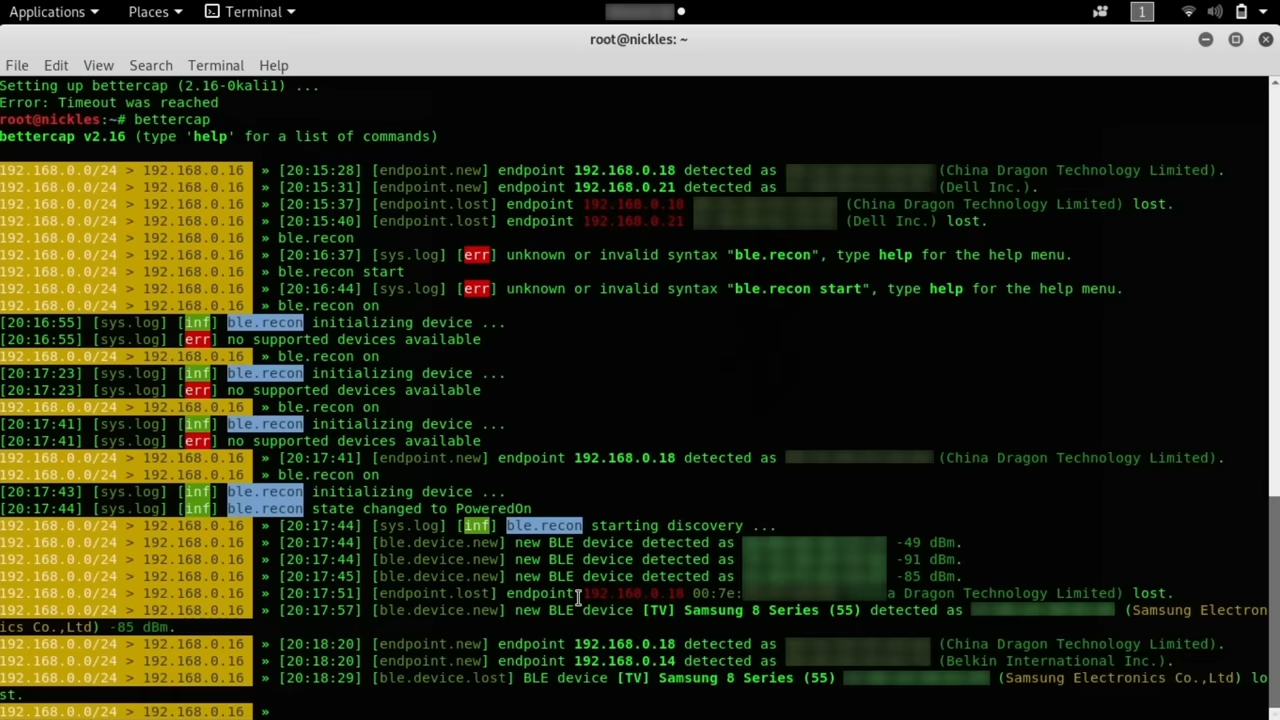 Applications Places Terminal 1
root@nickles: ~
File Edit View Search Terminal Help
Setting up bettercap (2.16-0kali1) ...
Error: Timeout was reached
root@nickles:~# bettercap
bettercap v2.16 (type 'help' for a list of commands)
192.168.0.0/24 > 192.168.0.16 » [20:15:28] [endpoint.new] endpoint 192.168.0.18 detected as (China Dragon Technology Limited).
192.168.0.0/24 > 192.168.0.16 » [20:15:31] [endpoint.new] endpoint 192.168.0.21 detected as (Dell Inc.).
192.168.0.0/24 > 192.168.0.16 » [20:15:37] [endpoint.lost] endpoint 192.168.0.18 (China Dragon Technology Limited) lost.
192.168.0.0/24 > 192.168.0.16 » [20:15:40] [endpoint.lost] endpoint 192.168.0.21 (Dell Inc.) lost.
192.168.0.0/24 > 192.168.0.16 » ble.recon
192.168.0.0/24 > 192.168.0.16 » [20:16:37] [sys.log] [err] unknown or invalid syntax "ble.recon", type help for the help menu.
192.168.0.0/24 > 192.168.0.16 » ble.recon start
192.168.0.0/24 > 192.168.0.16 » [20:16:44] [sys.log] [err] unknown or invalid syntax "ble.recon start", type help for the help menu.
192.168.0.0/24 > 192.168.0.16 » ble.recon on
[20:16:55] [sys.log] [inf] ble.recon initializing device ...
[20:16:55] [sys.log] [err] no supported devices available
192.168.0.0/24 > 192.168.0.16 » ble.recon on
[20:17:23] [sys.log] [inf] ble.recon initializing device ...
[20:17:23] [sys.log] [err] no supported devices available
192.168.0.0/24 > 192.168.0.16 » ble.recon on
[20:17:41] [sys.log] [inf] ble.recon initializing device ...
[20:17:41] [sys.log] [err] no supported devices available
192.168.0.0/24 > 192.168.0.16 » [20:17:41] [endpoint.new] endpoint 192.168.0.18 detected as (China Dragon Technology Limited).
192.168.0.0/24 > 192.168.0.16 » ble.recon on
[20:17:43] [sys.log] [inf] ble.recon initializing device ...
[20:17:44] [sys.log] [inf] ble.recon state changed to PoweredOn
192.168.0.0/24 > 192.168.0.16 » [20:17:44] [sys.log] [inf] ble.recon starting discovery ...
192.168.0.0/24 > 192.168.0.16 » [20:17:44] [ble.device.new] new BLE device detected as -49 dBm.
192.168.0.0/24 > 192.168.0.16 » [20:17:44] [ble.device.new] new BLE device detected as -91 dBm.
192.168.0.0/24 > 192.168.0.16 » [20:17:45] [ble.device.new] new BLE device detected as -85 dBm.
192.168.0.0/24 > 192.168.0.16 » [20:17:51] [endpoint.lost] endpoint 192.168.0.18 00:7e: a Dragon Technology Limited) lost.
192.168.0.0/24 > 192.168.0.16 » [20:17:57] [ble.device.new] new BLE device [TV] Samsung 8 Series (55) detected as (Samsung Electron
ics Co.,Ltd) -85 dBm.
192.168.0.0/24 > 192.168.0.16 » [20:18:20] [endpoint.new] endpoint 192.168.0.18 detected as (China Dragon Technology Limited).
192.168.0.0/24 > 192.168.0.16 » [20:18:20] [endpoint.new] endpoint 192.168.0.14 detected as (Belkin International Inc.).
192.168.0.0/24 > 192.168.0.16 » [20:18:29] [ble.device.lost] BLE device [TV] Samsung 8 Series (55) (Samsung Electronics Co.,Ltd) lo
st.
192.168.0.0/24 > 192.168.0.16 »